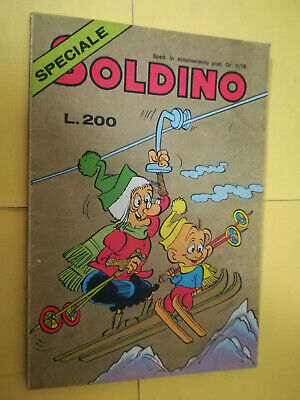 SPECIALE
Sped. in abbonamento post. Gr. II/70
SOLDINO
L. 200